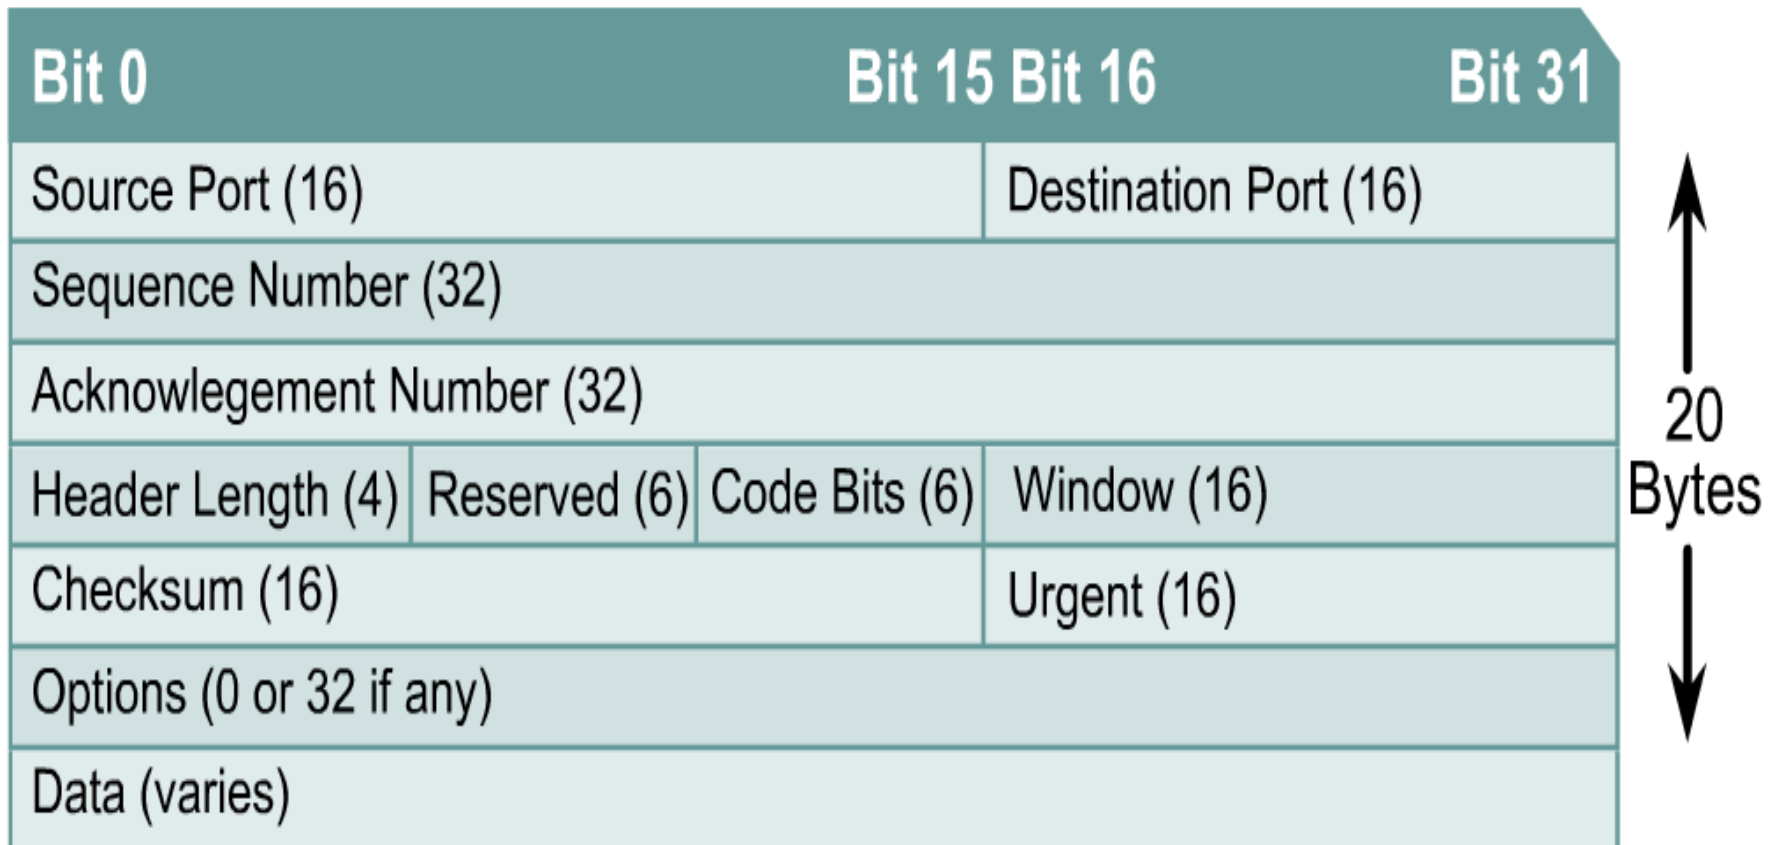 Bit 0 Bit 15 Bit 16 Bit 31
Source Port (16) Destination Port (16)
Sequence Number (32)
Acknowlegement Number (32)
Header Length (4) Reserved (6) Code Bits (6) Window (16)
Checksum (16) Urgent (16)
Options (0 or 32 if any)
Data (varies)
20
Bytes